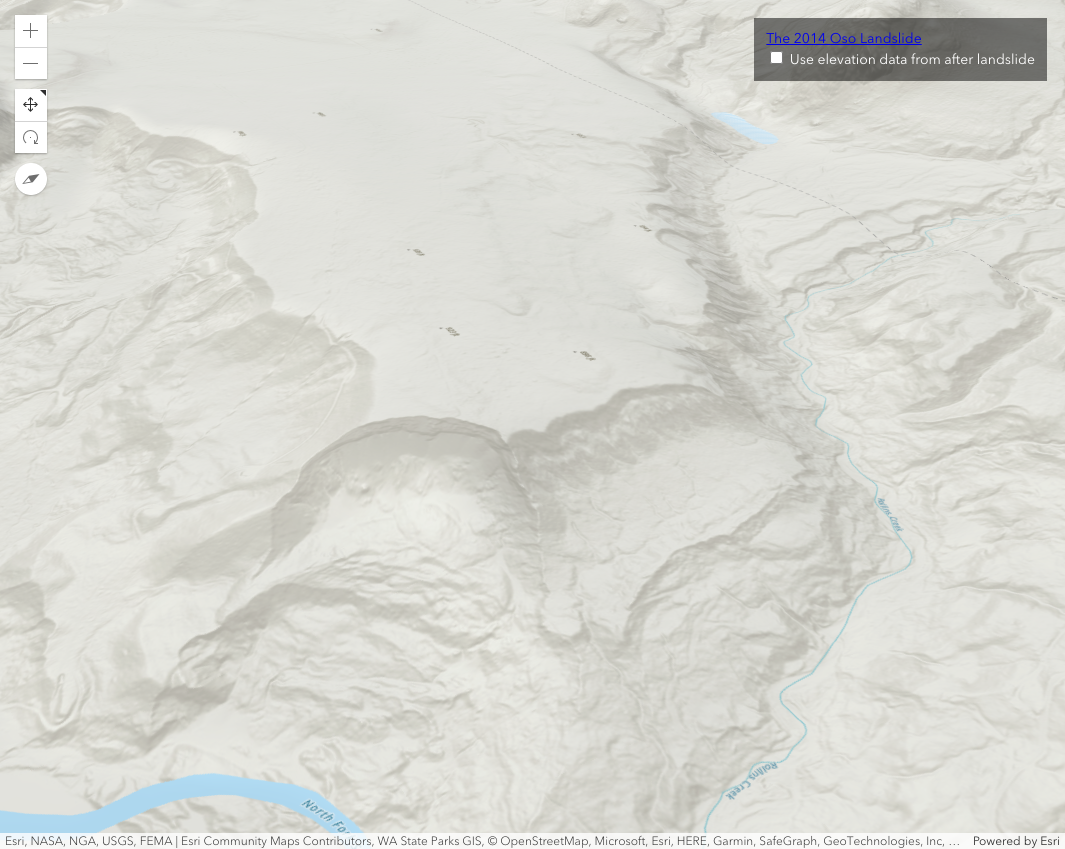 The 2014 Oso Landslide
Use elevation data from after landslide
Rollins Creek
Rollins Creek
North Fo
Esri, NASA, NGA, USGS, FEMA | Esri Community Maps Contributors, WA State Parks GIS, © OpenStreetMap, Microsoft, Esri, HERE, Garmin, SafeGraph, GeoTechnologies, Inc, ... Powered by Esri